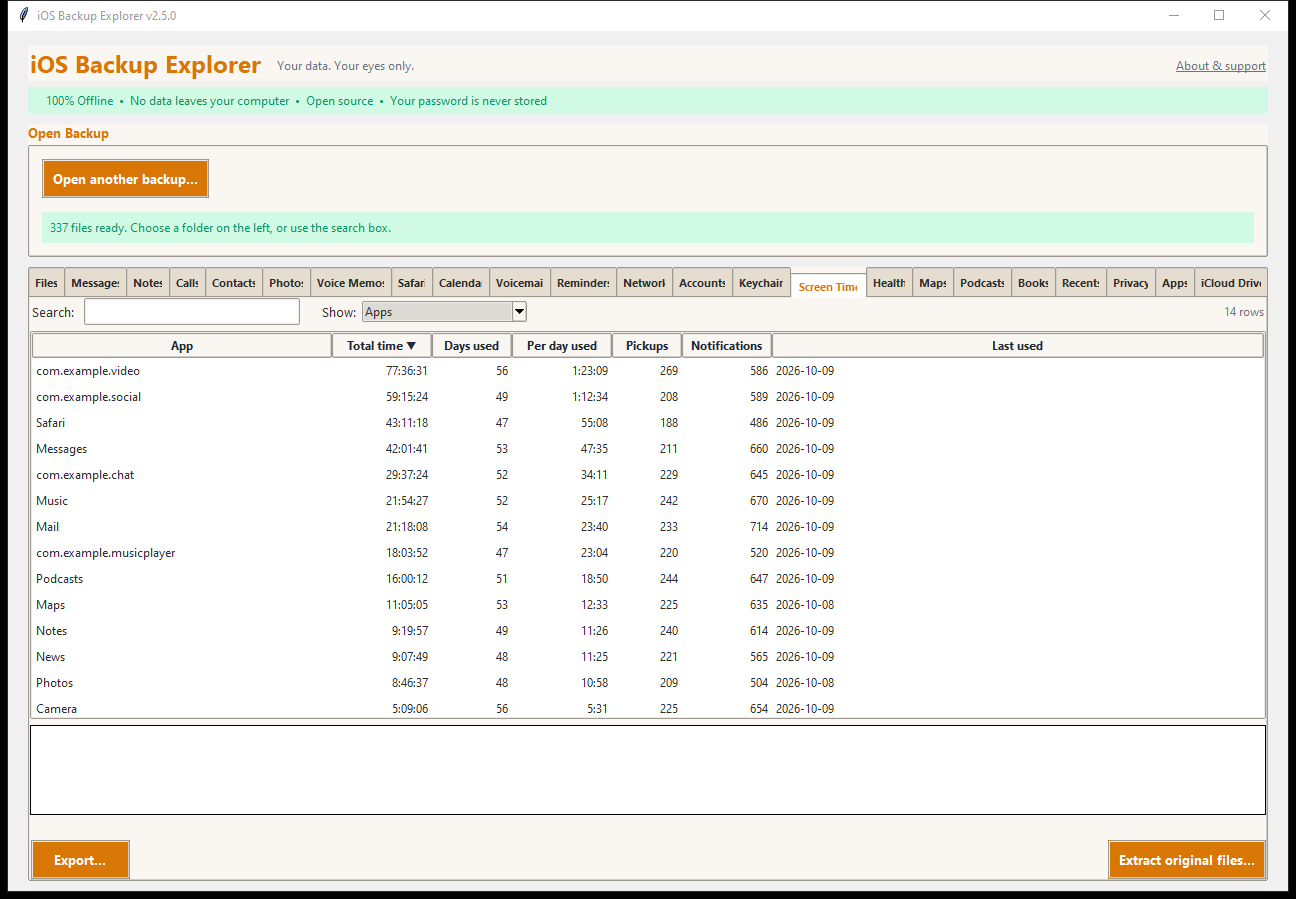 iOS Backup Explorer v2.5.0
iOS Backup Explorer Your data. Your eyes only. About & support
100% Offline • No data leaves your computer • Open source • Your password is never stored
Open Backup
Open another backup...
337 files ready. Choose a folder on the left, or use the search box.
Files Messages Notes Calls Contacts Photos Voice Memos Safari Calenda Voicemai Reminders Network Accounts Keychain Screen Time Health Maps Podcasts Books Recents Privacy Apps iCloud Drive
Search: Show: Apps 14 rows
App Total time ▼ Days used Per day used Pickups Notifications Last used
com.example.video 77:36:31 56 1:23:09 269 586 2026-10-09
com.example.social 59:15:24 49 1:12:34 208 589 2026-10-09
Safari 43:11:18 47 55:08 188 486 2026-10-09
Messages 42:01:41 53 47:35 211 660 2026-10-09
com.example.chat 29:37:24 52 34:11 229 645 2026-10-09
Music 21:54:27 52 25:17 242 670 2026-10-09
Mail 21:18:08 54 23:40 233 714 2026-10-09
com.example.musicplayer 18:03:52 47 23:04 220 520 2026-10-09
Podcasts 16:00:12 51 18:50 244 647 2026-10-09
Maps 11:05:05 53 12:33 225 635 2026-10-08
Notes 9:19:57 49 11:26 240 614 2026-10-09
News 9:07:49 48 11:25 221 565 2026-10-09
Photos 8:46:37 48 10:58 209 504 2026-10-08
Camera 5:09:06 56 5:31 225 654 2026-10-09
Export... Extract original files...